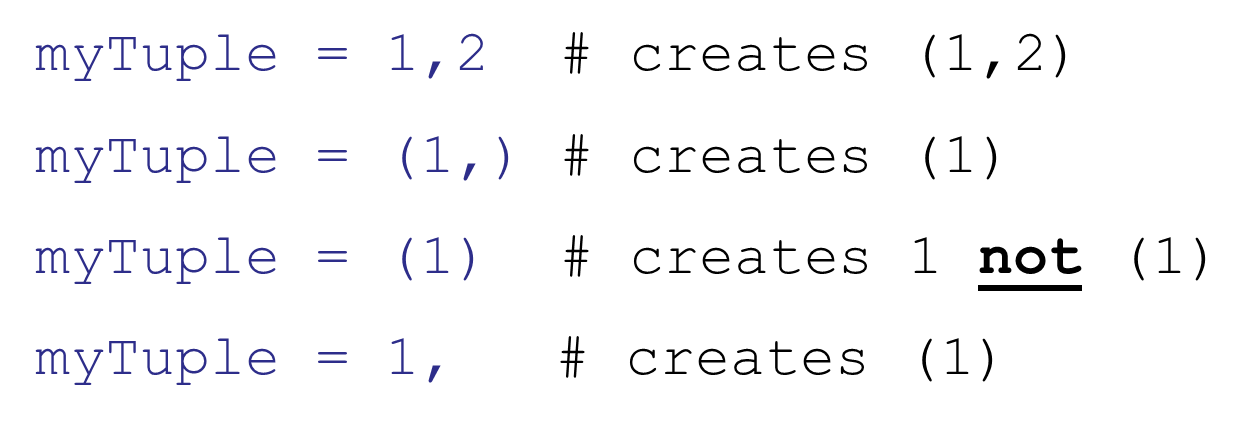 myTuple = 1,2  # creates (1,2)
myTuple = (1,) # creates (1)
myTuple = (1)  # creates 1 not (1)
myTuple = 1,   # creates (1)